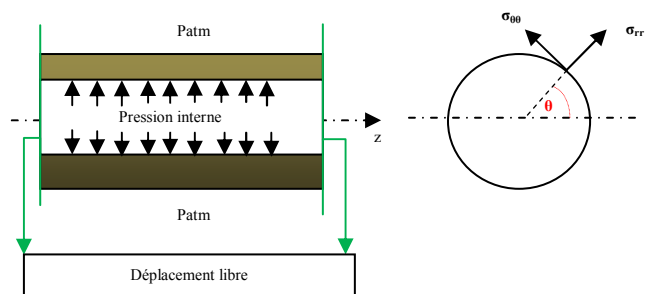 Patm
Pression interne
z
Patm
Déplacement libre
σθθ
σrr
θ